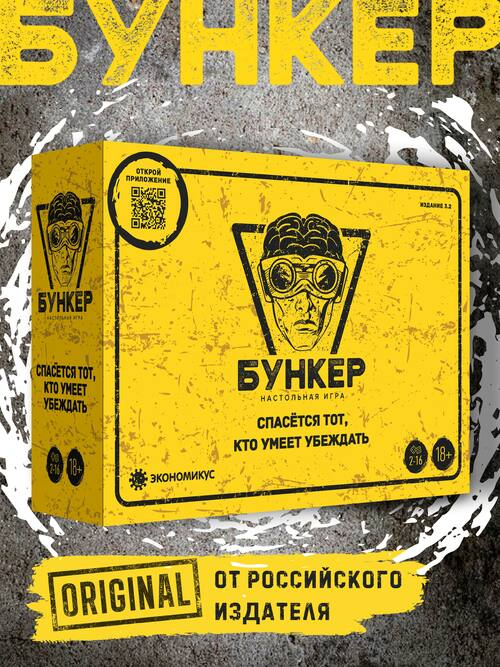 БУНКЕР
ОТКРОЙ
ПРИЛОЖЕНИЕ
ИЗДАНИЕ 3.2
БУНКЕР
НАСТОЛЬНАЯ ИГРА
СПАСЁТСЯ ТОТ,
КТО УМЕЕТ
УБЕЖДАТЬ
2-16 18+
БУНКЕР
НАСТОЛЬНАЯ ИГРА
СПАСЁТСЯ ТОТ,
КТО УМЕЕТ УБЕЖДАТЬ
ЭКОНОМИКУС
2-16 18+
ORIGINAL
ОТ РОССИЙСКОГО
ИЗДАТЕЛЯ